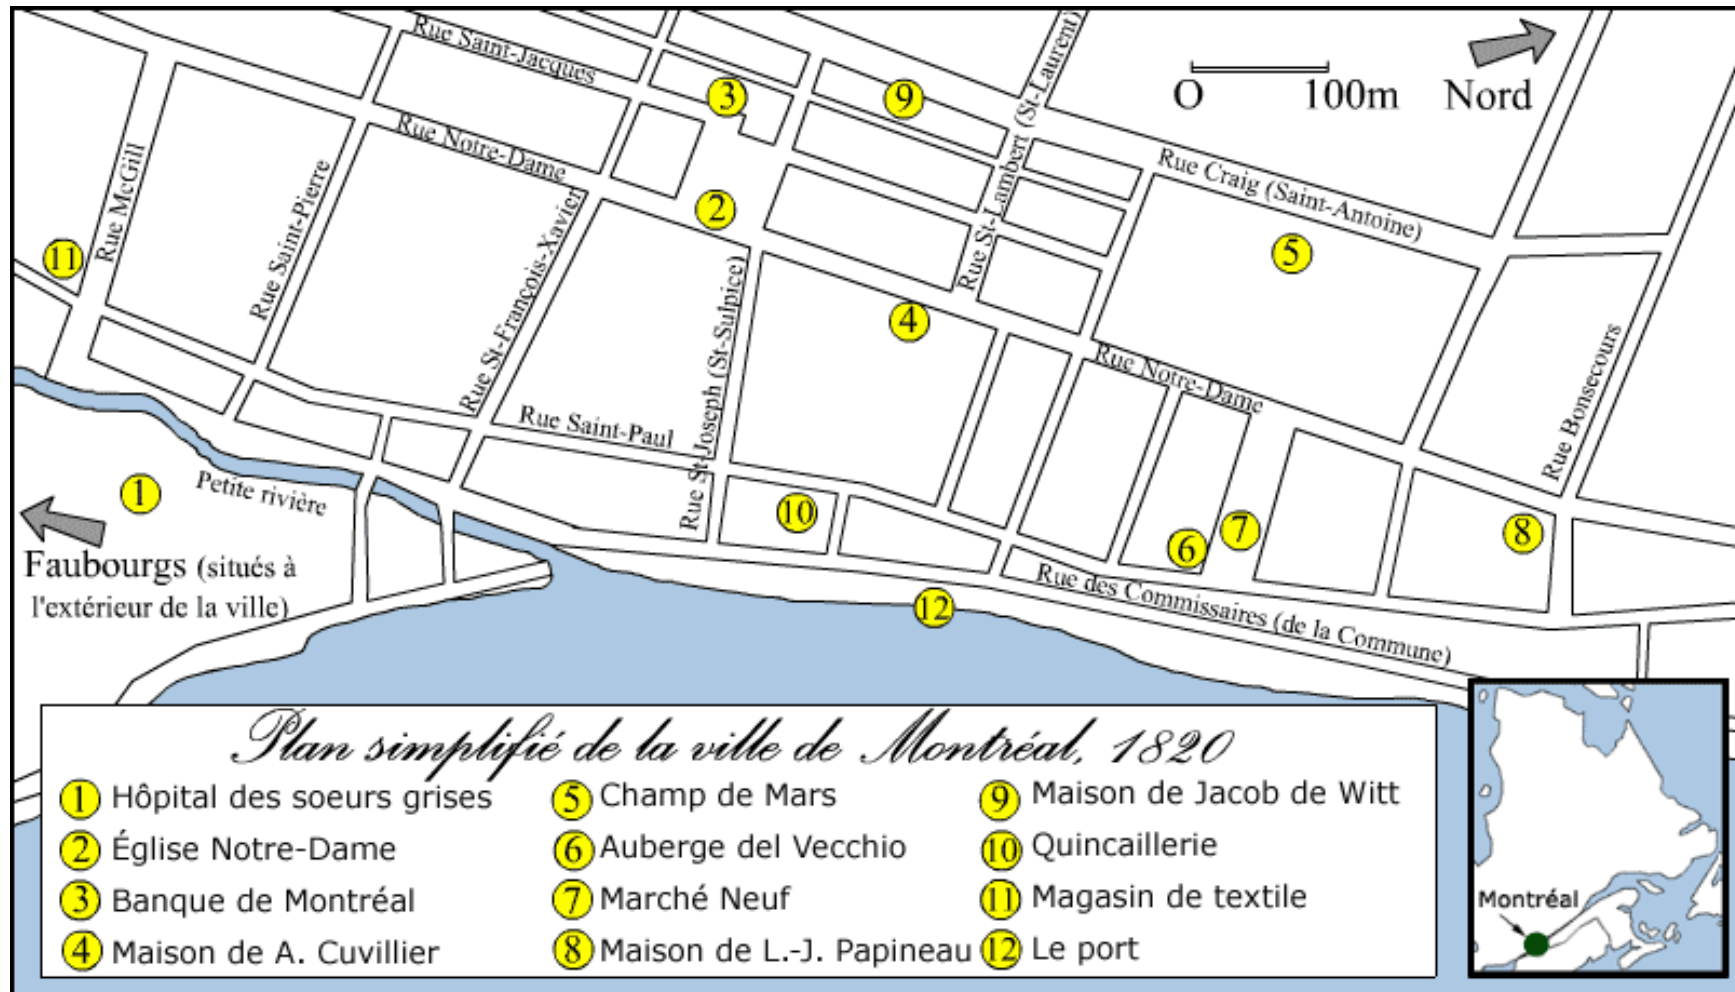 Rue Saint-Jacques
Rue Notre-Dame
Rue McGill
Rue Saint-Pierre
Rue St-François-Xavier
Rue St-Joseph (St-Sulpice)
Rue Saint-Paul
Rue St-Lambert (St-Laurent)
Rue Craig (Saint-Antoine)
Rue Notre-Dame
Rue Bonsecours
Rue des Commissaires (de la Commune)
Petite rivière
O 100m
Nord
3
9
2
11
5
4
1
10
6
7
8
12
Faubourgs (situés à
l'extérieur de la ville)
Plan simplifié de la ville de Montréal, 1820
1 Hôpital des soeurs grises
2 Église Notre-Dame
3 Banque de Montréal
4 Maison de A. Cuvillier
5 Champ de Mars
6 Auberge del Vecchio
7 Marché Neuf
8 Maison de L.-J. Papineau
9 Maison de Jacob de Witt
10 Quincaillerie
11 Magasin de textile
12 Le port
Montréal